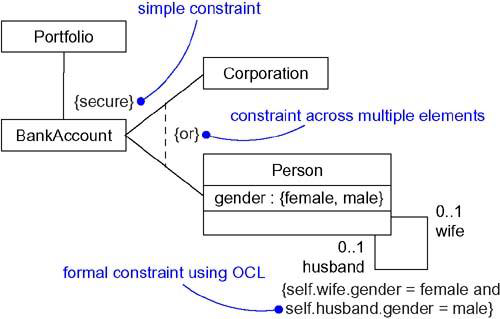 simple constraint
Portfolio
Corporation
{secure}
constraint across multiple elements
BankAccount
{or}
Person
gender : {female, male}
0..1
wife
0..1
husband
formal constraint using OCL
{self.wife.gender = female and
self.husband.gender = male}